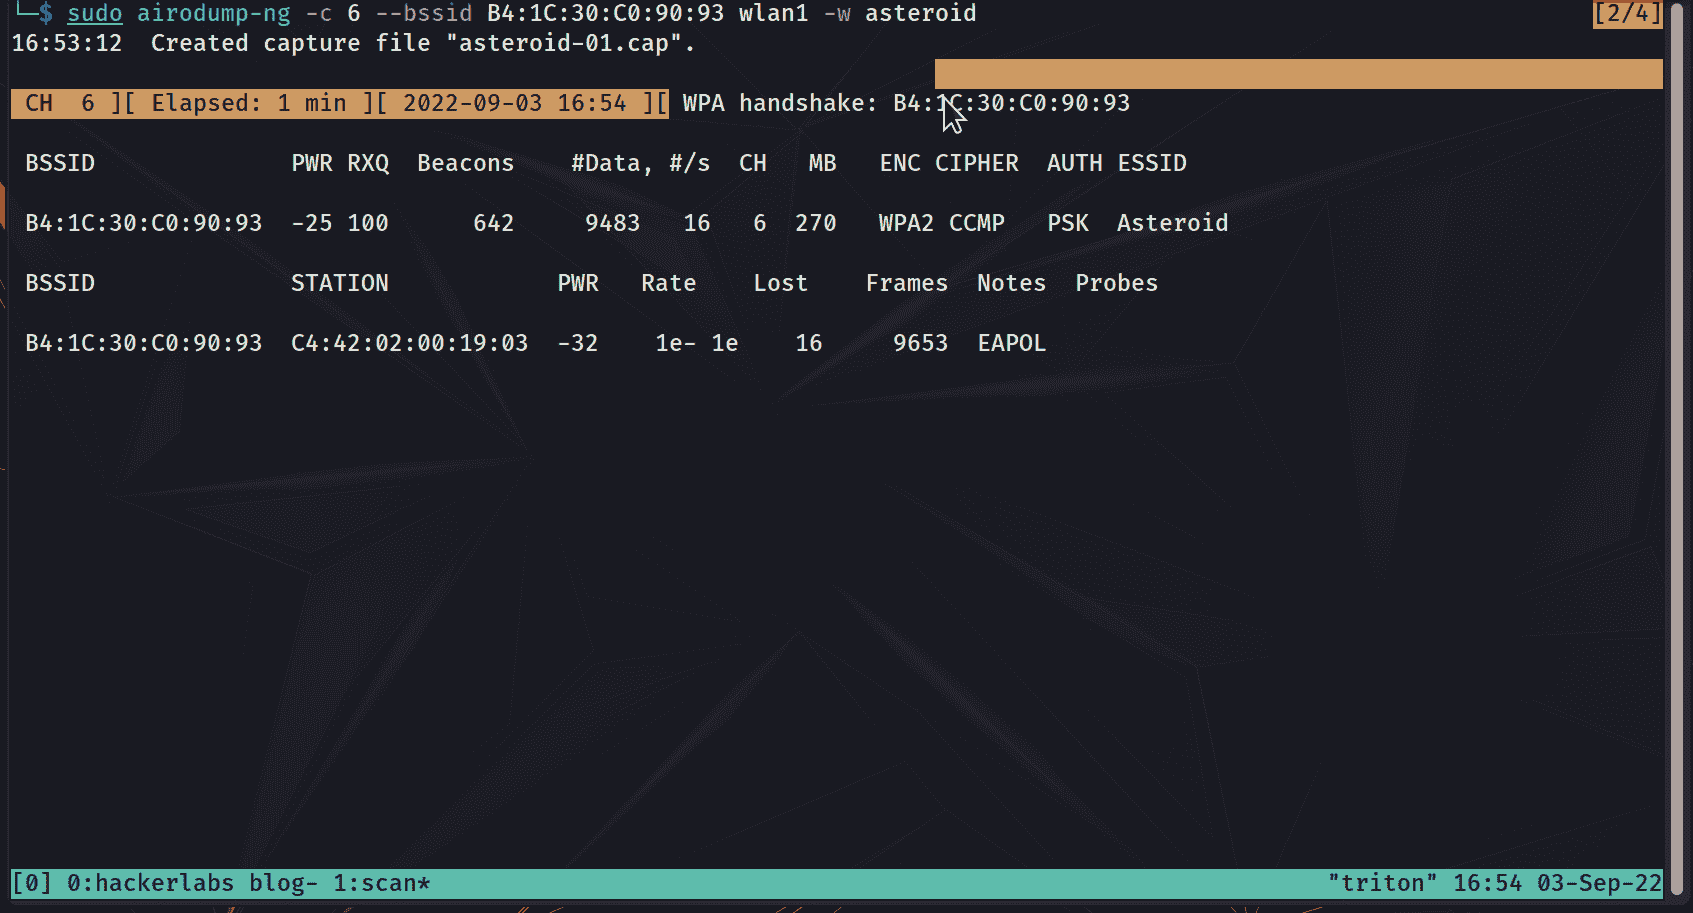 └─$ sudo airodump-ng -c 6 --bssid B4:1C:30:C0:90:93 wlan1 -w asteroid [2/4]
16:53:12  Created capture file "asteroid-01.cap".
CH  6 ][ Elapsed: 1 min ][ 2022-09-03 16:54 ][ WPA handshake: B4:1C:30:C0:90:93
BSSID              PWR RXQ  Beacons    #Data, #/s  CH   MB   ENC CIPHER  AUTH ESSID
B4:1C:30:C0:90:93  -25 100      642     9483   16   6  270   WPA2 CCMP   PSK  Asteroid
BSSID              STATION            PWR   Rate    Lost    Frames  Notes  Probes
B4:1C:30:C0:90:93  C4:42:02:00:19:03  -32    1e- 1e    16     9653  EAPOL
[0] 0:hackerlabs blog- 1:scan* "triton" 16:54 03-Sep-22